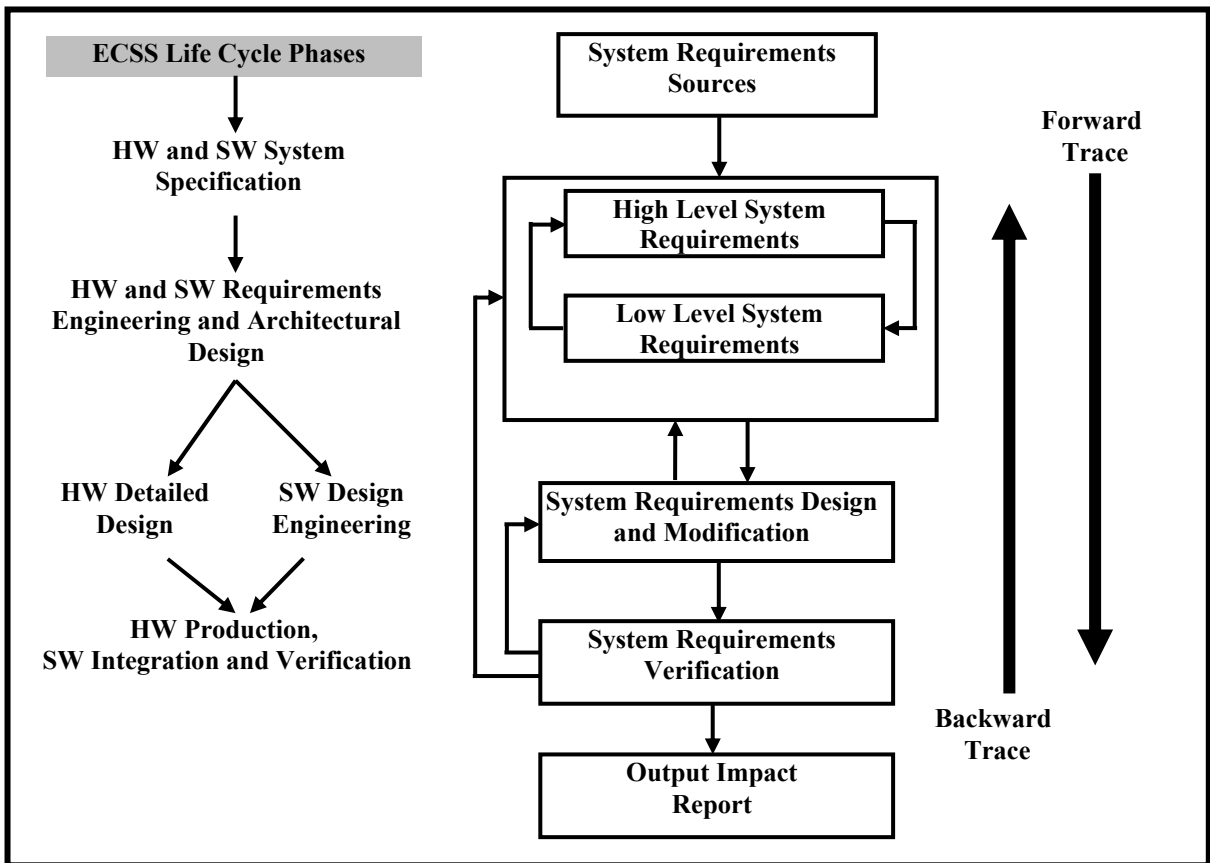 ECSS Life Cycle Phases
HW and SW System
Specification
HW and SW Requirements
Engineering and Architectural
Design
HW Detailed
Design
SW Design
Engineering
HW Production,
SW Integration and Verification
System Requirements
Sources
High Level System
Requirements
Low Level System
Requirements
System Requirements Design
and Modification
System Requirements
Verification
Output Impact
Report
Forward
Trace
Backward
Trace